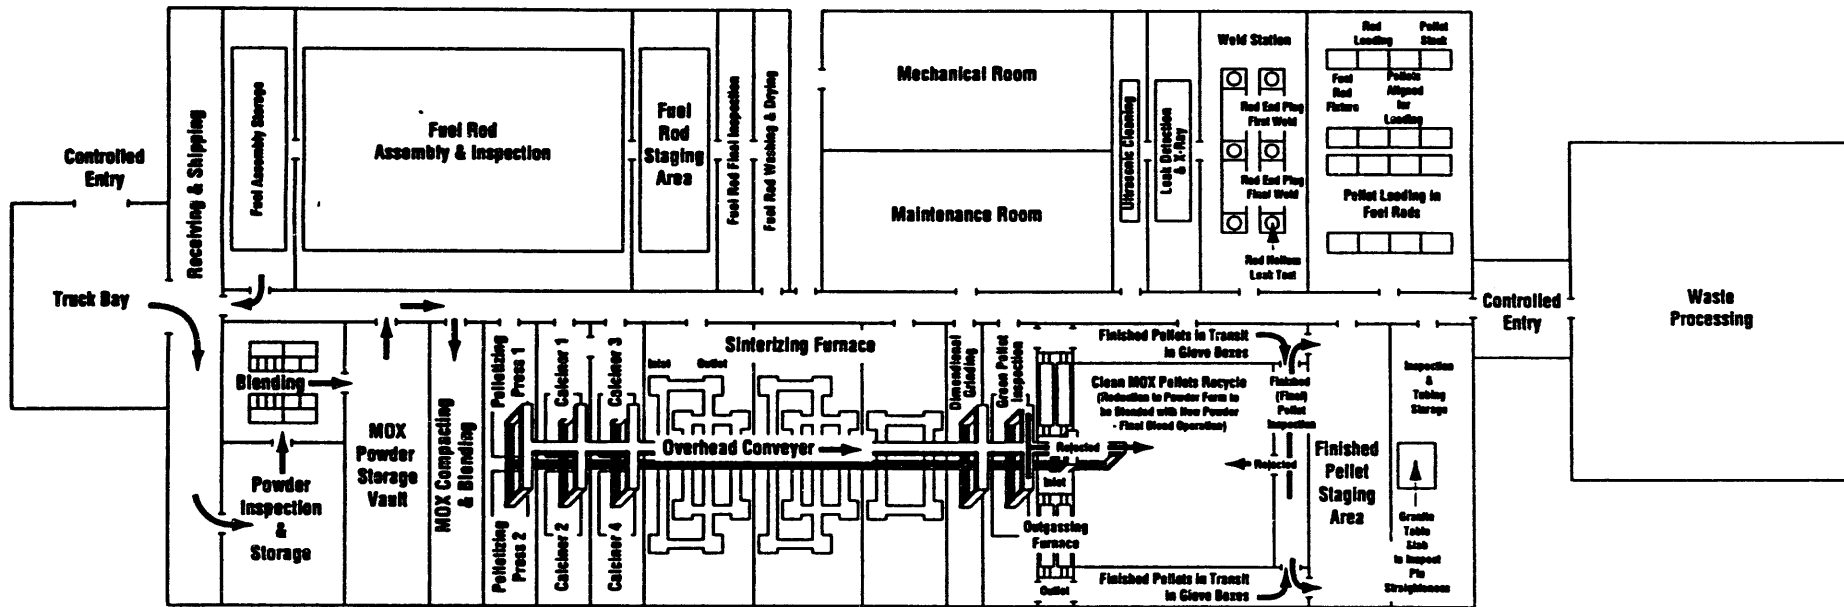 Controlled
Entry
Truck Bay
Receiving & Shipping
Fuel Assembly Storage
Fuel Rod
Assembly & Inspection
Fuel
Rod
Staging
Area
Fuel Rod Final Inspection
Fuel Rod Washing & Drying
Mechanical Room
Maintenance Room
Ultrasonic Cleaning
Leak Detection
& X-Ray
Weld Station
Rod End Plug
First Weld
Rod End Plug
Final Weld
Rod Hollow
Leak Test
Rod
Loading
Pellet
Stack
Fuel
Rod
Fixture
Pellets
Aligned
for
Loading
Pellet Loading in
Fuel Rods
Controlled
Entry
Waste
Processing
Blending
Powder
Inspection
&
Storage
MOX
Powder
Storage
Vault
MOX Compacting
& Blending
Pelletizing
Press 1
Pelletizing
Press 2
Calciner 1
Calciner 2
Calciner 3
Calciner 4
Sinterizing Furnace
Inlet
Outlet
Overhead Conveyer
Dimendional
Grinding
Green Pellet
Inspection
Rejected
Inlet
Outgassing
Furnace
Outlet
Finished Pellets in Transit
in Glove Boxes
Clean MOX Pellets Recycle
(Reduction to Powder Form to
be Blended with New Powder
- Final Blend Operation)
Rejected
Finished
(Final)
Pellet
Inspection
Finished Pellets in Transit
in Glove Boxes
Finished
Pellet
Staging
Area
Inspection
&
Tubing
Storage
Granite
Table
Slab
to Inspect
Pin
Straightness